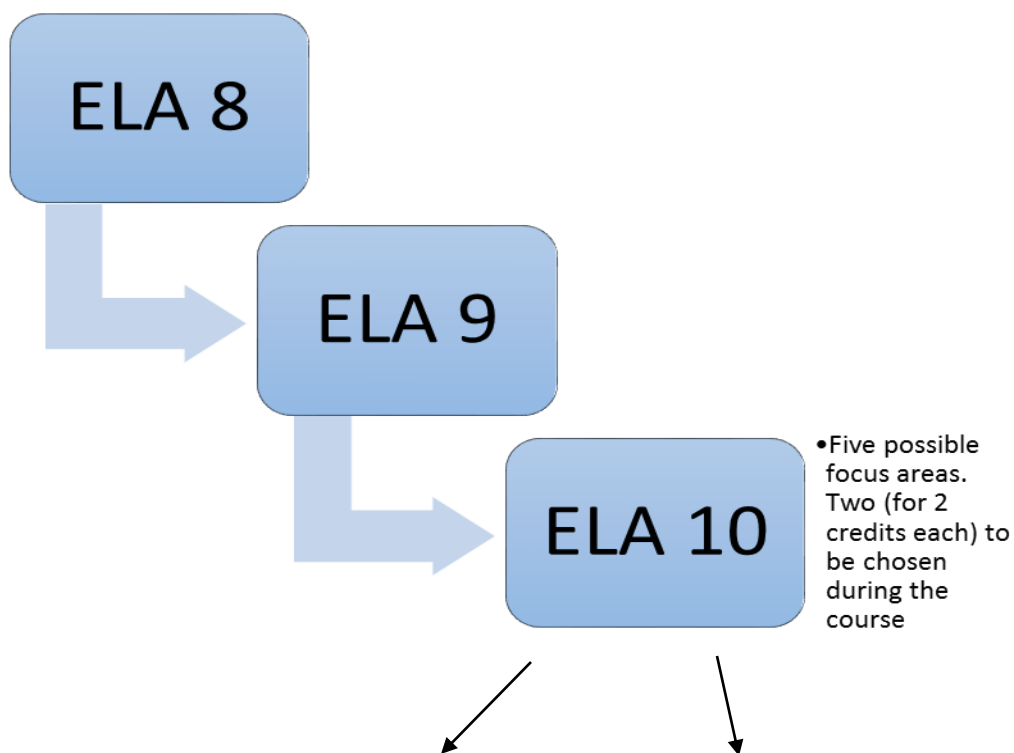 ELA 8
ELA 9
ELA 10
•Five possible
focus areas.
Two (for 2
credits each) to
be chosen
during the
course